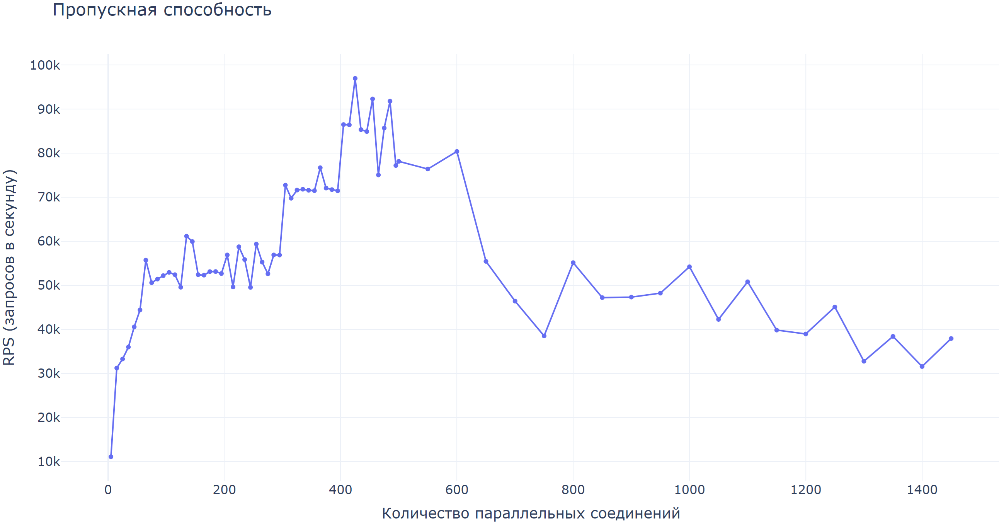 Пропускная способность
100k
90k
80k
70k
60k
50k
40k
30k
20k
10k
RPS (запросов в секунду)
0 200 400 600 800 1000 1200 1400
Количество параллельных соединений